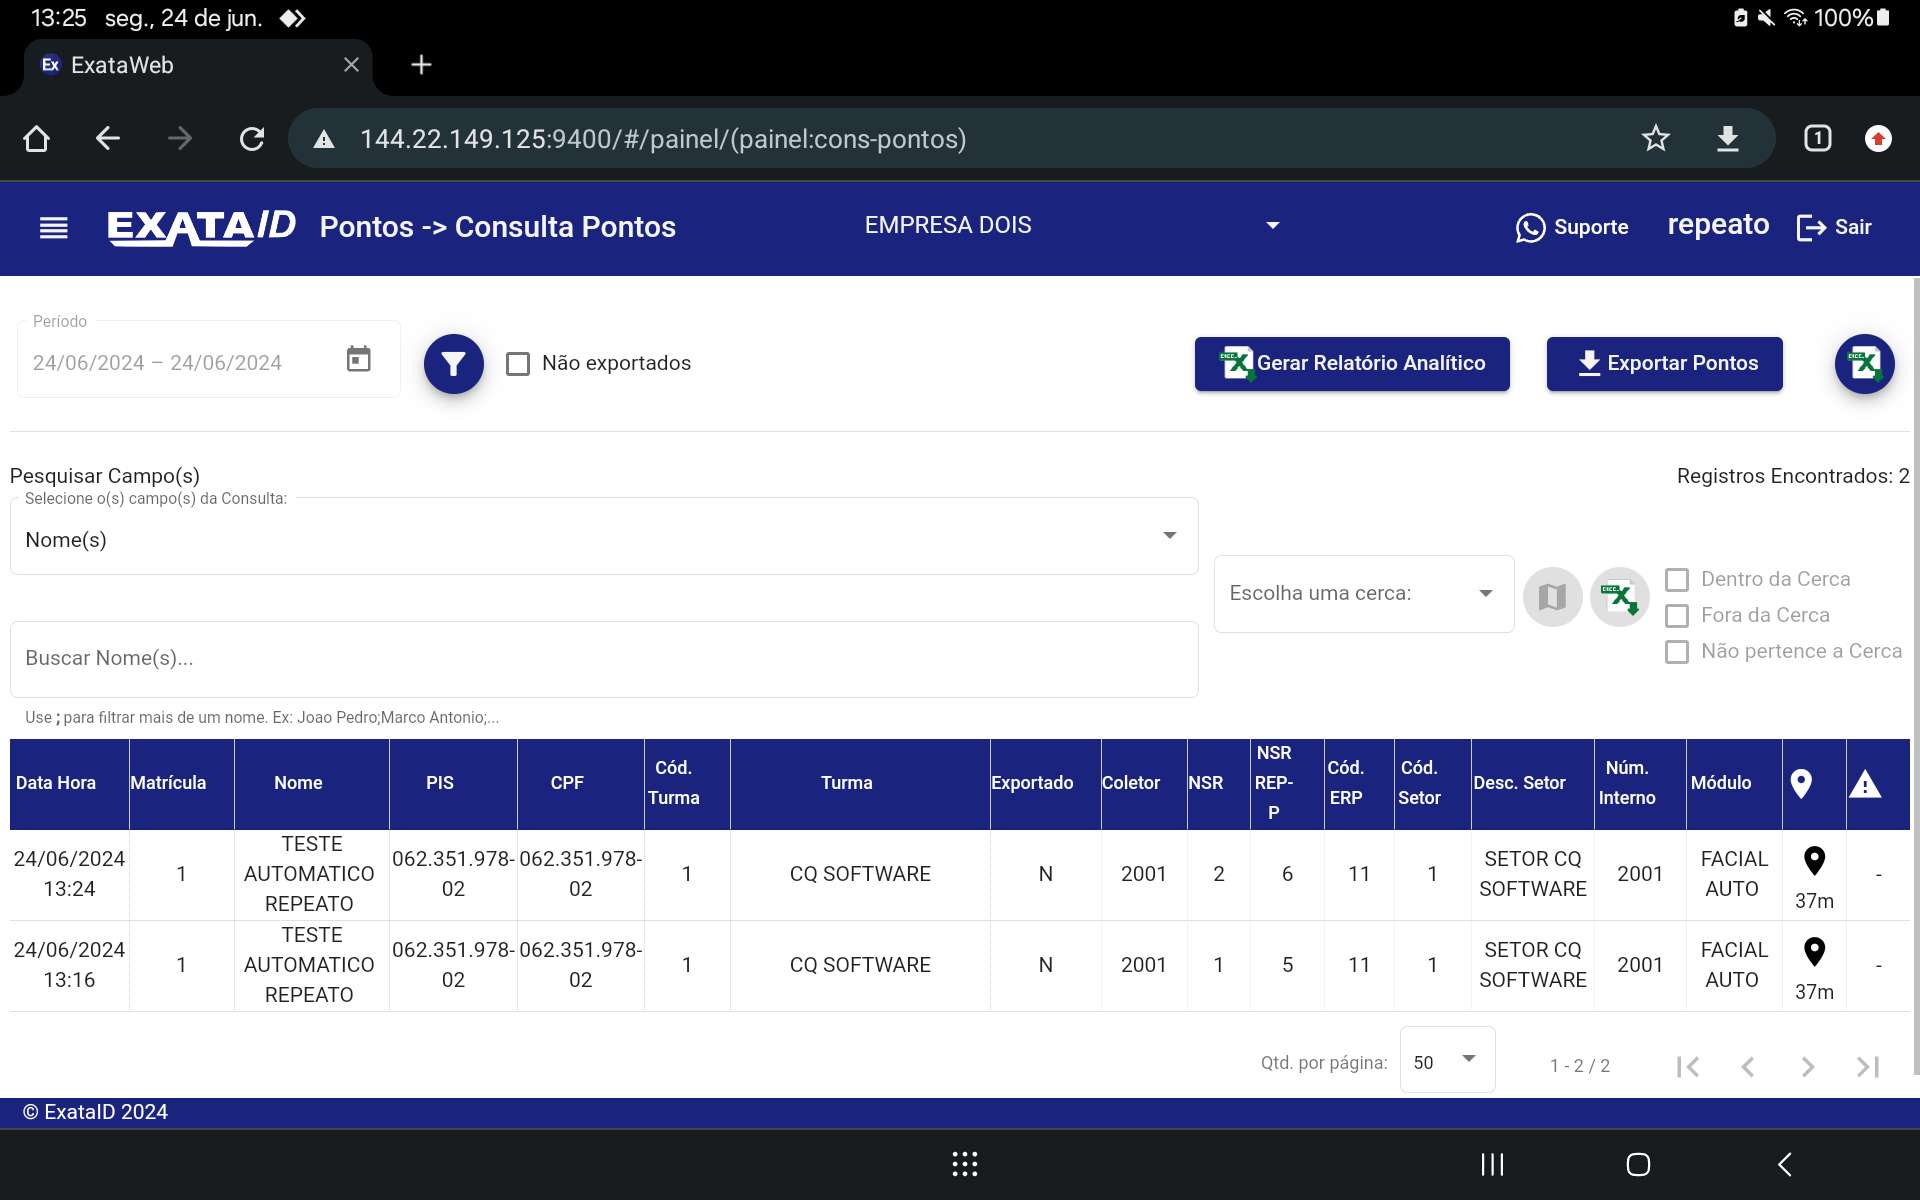 13:25 seg., 24 de jun. 100%
Ex ExataWeb
144.22.149.125:9400/#/painel/(painel:cons-pontos) 1
EXATAID Pontos -> Consulta Pontos EMPRESA DOIS Suporte repeato Sair
Período
24/06/2024 – 24/06/2024 Não exportados Gerar Relatório Analítico Exportar Pontos
Pesquisar Campo(s) Registros Encontrados: 2
Selecione o(s) campo(s) da Consulta:
Nome(s)
Escolha uma cerca:
Dentro da Cerca
Fora da Cerca
Não pertence a Cerca
Buscar Nome(s)...
Use ; para filtrar mais de um nome. Ex: Joao Pedro;Marco Antonio;...
Data Hora Matrícula Nome PIS CPF Cód. Turma Turma Exportado Coletor NSR NSR REP-P Cód. ERP Cód. Setor Desc. Setor Núm. Interno Módulo
24/06/2024 13:24 1 TESTE AUTOMATICO REPEATO 062.351.978-02 062.351.978-02 1 CQ SOFTWARE N 2001 2 6 11 1 SETOR CQ SOFTWARE 2001 FACIAL AUTO 37m -
24/06/2024 13:16 1 TESTE AUTOMATICO REPEATO 062.351.978-02 062.351.978-02 1 CQ SOFTWARE N 2001 1 5 11 1 SETOR CQ SOFTWARE 2001 FACIAL AUTO 37m -
Qtd. por página: 50 1 - 2 / 2
© ExataID 2024